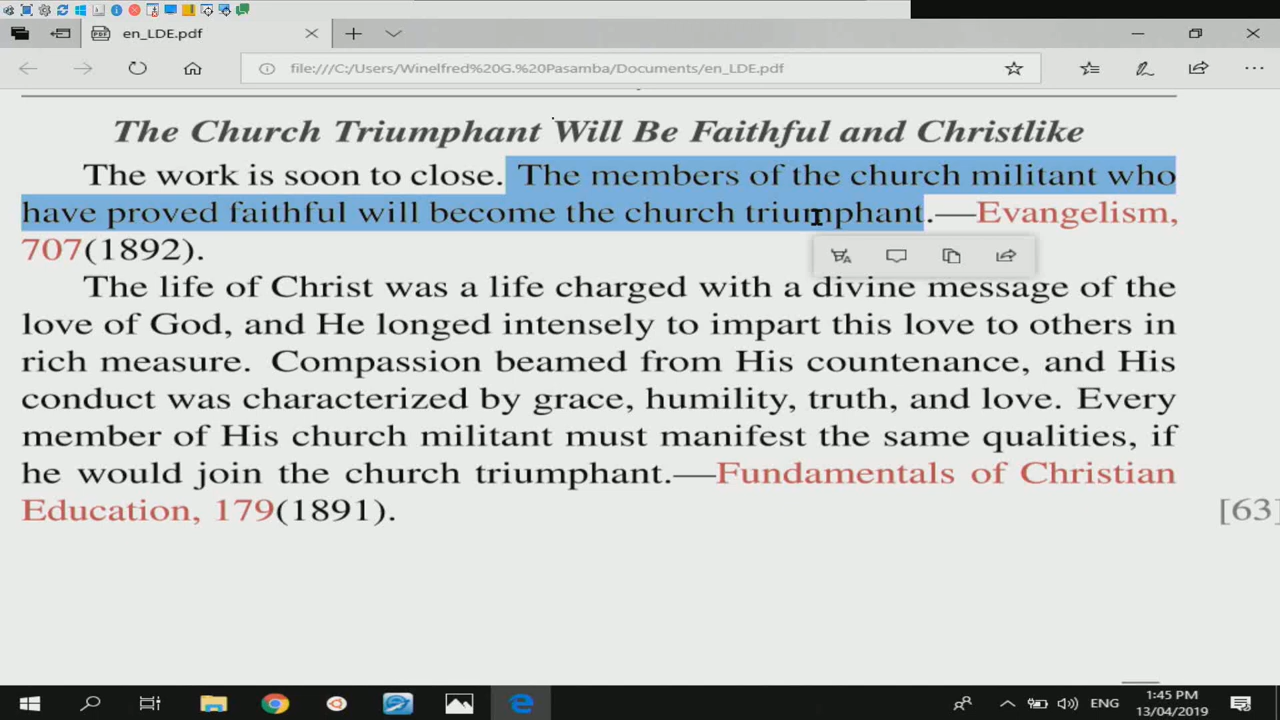 en_LDE.pdf
file:///C:/Users/Winelfred%20G.%20Pasamba/Documents/en_LDE.pdf
The Church Triumphant Will Be Faithful and Christlike
The work is soon to close. The members of the church militant who
have proved faithful will become the church triumphant.—Evangelism,
707(1892).
The life of Christ was a life charged with a divine message of the
love of God, and He longed intensely to impart this love to others in
rich measure. Compassion beamed from His countenance, and His
conduct was characterized by grace, humility, truth, and love. Every
member of His church militant must manifest the same qualities, if
he would join the church triumphant.—Fundamentals of Christian
Education, 179(1891).
[63]
ENG
1:45 PM
13/04/2019